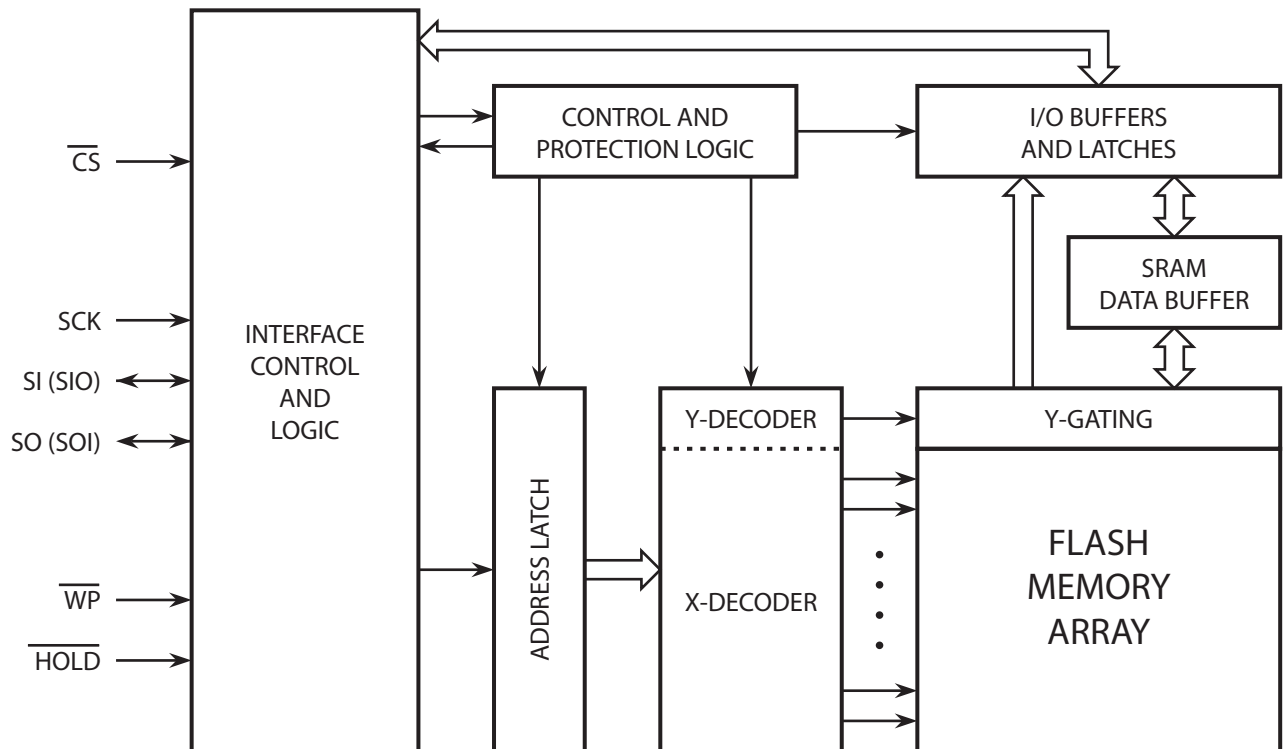 CS
SCK
SI (SIO)
SO (SOI)
WP
HOLD
INTERFACE
CONTROL
AND
LOGIC
CONTROL AND
PROTECTION LOGIC
I/O BUFFERS
AND LATCHES
SRAM
DATA BUFFER
ADDRESS LATCH
Y-DECODER
X-DECODER
Y-GATING
FLASH
MEMORY
ARRAY